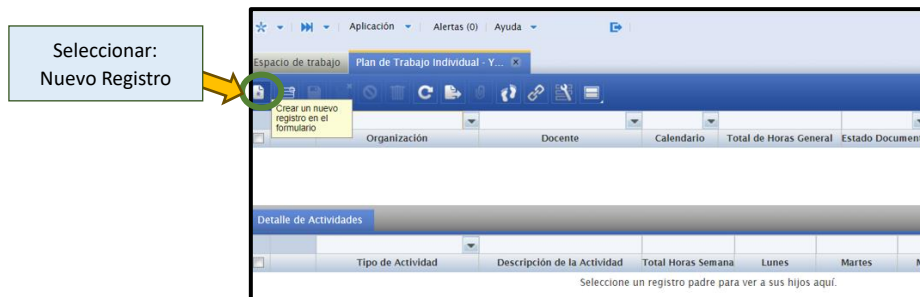 Seleccionar:
Nuevo Registro
Aplicación Alertas (0) Ayuda
Espacio de trabajo Plan de Trabajo Individual - Y...
Crear un nuevo
registro en el
formulario
Organización Docente Calendario Total de Horas General Estado Documen
Detalle de Actividades
Tipo de Actividad Descripción de la Actividad Total Horas Semana Lunes Martes
Seleccione un registro padre para ver a sus hijos aquí.